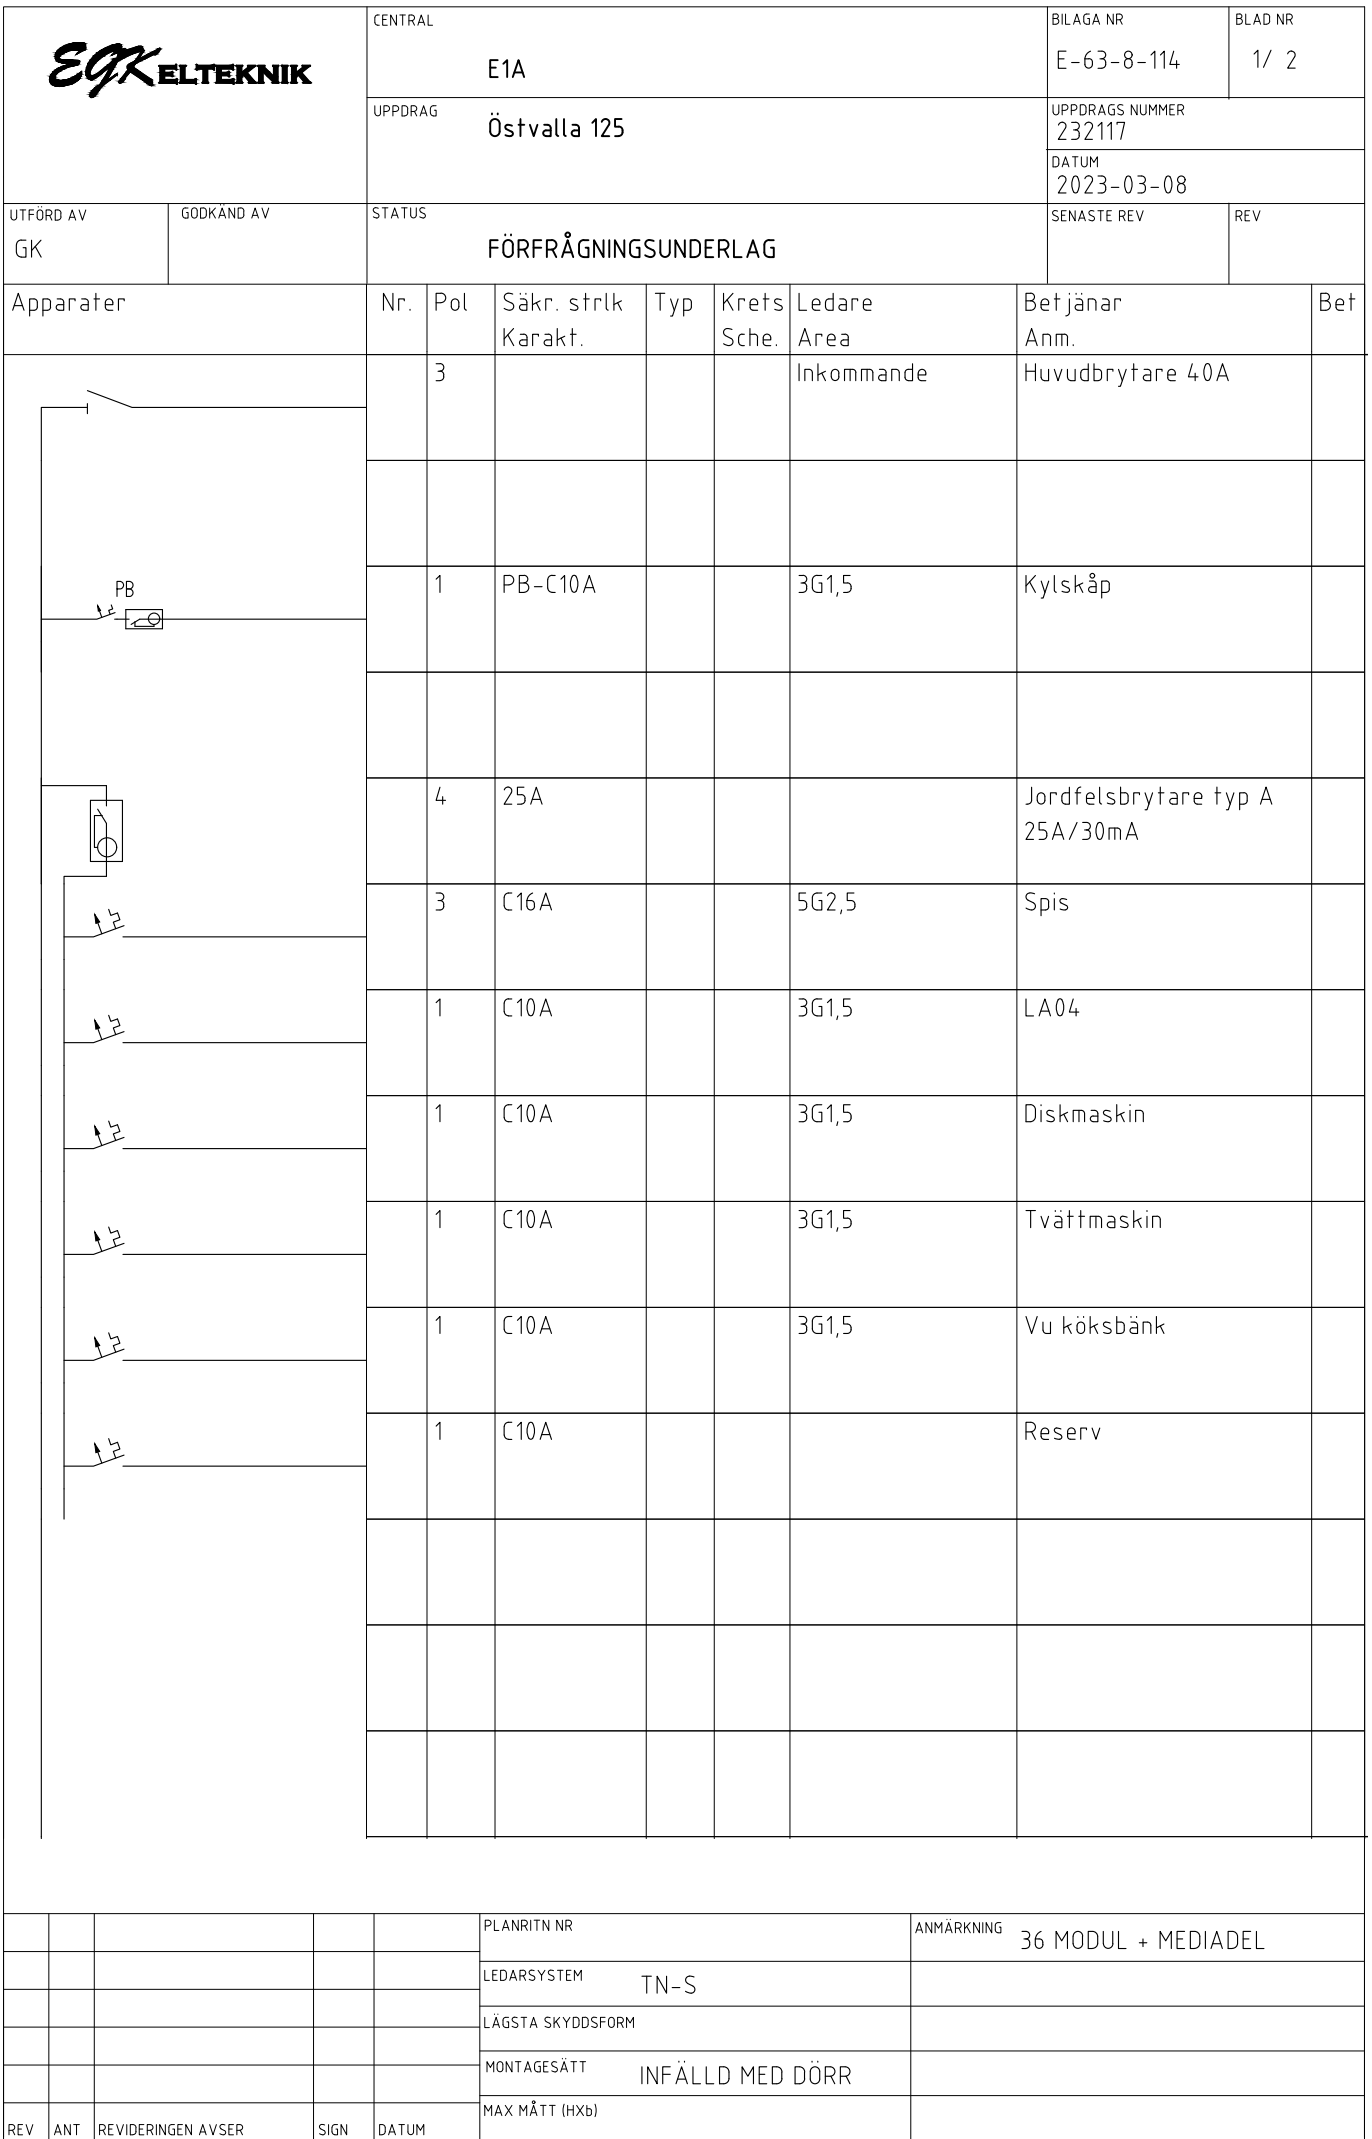 EGK ELTEKNIK
CENTRAL
E1A
BILAGA NR
E-63-8-114
BLAD NR
1/ 2
UPPDRAG
Östvalla 125
UPPDRAGS NUMMER
232117
DATUM
2023-03-08
UTFÖRD AV
GK
GODKÄND AV
STATUS
FÖRFRÅGNINGSUNDERLAG
SENASTE REV
REV
Apparater Nr. Pol Säkr. strlk Typ Krets Ledare Betjänar Bet
Karakt. Sche. Area Anm.
3 Inkommande Huvudbrytare 40A
PB
1 PB-C10A 3G1,5 Kylskåp
4 25A Jordfelsbrytare typ A
25A/30mA
3 C16A 5G2,5 Spis
1 C10A 3G1,5 LA04
1 C10A 3G1,5 Diskmaskin
1 C10A 3G1,5 Tvättmaskin
1 C10A 3G1,5 Vu köksbänk
1 C10A Reserv
PLANRITN NR
ANMÄRKNING 36 MODUL + MEDIADEL
LEDARSYSTEM TN-S
LÄGSTA SKYDDSFORM
MONTAGESÄTT INFÄLLD MED DÖRR
MAX MÅTT (HXb)
REV ANT REVIDERINGEN AVSER SIGN DATUM